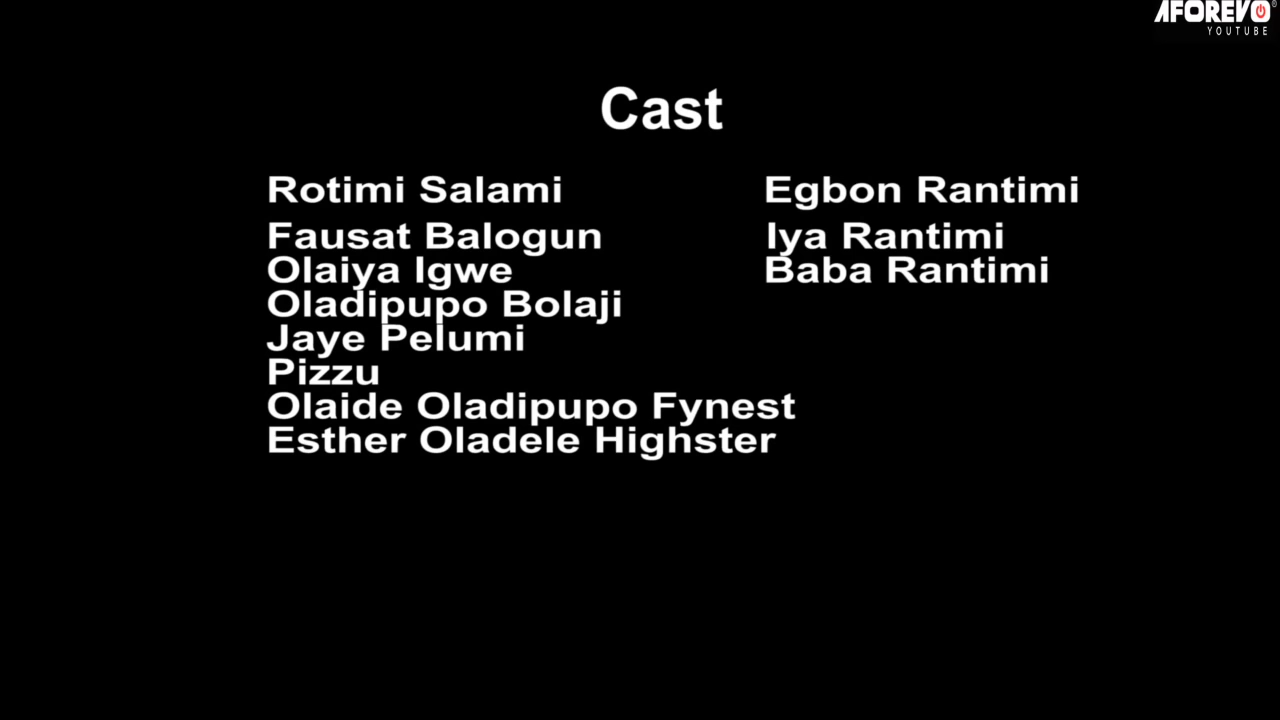 AFOREVO
YOUTUBE
Cast
Rotimi Salami Egbon Rantimi
Fausat Balogun Iya Rantimi
Olaiya Igwe Baba Rantimi
Oladipupo Bolaji
Jaye Pelumi
Pizzu
Olaide Oladipupo Fynest
Esther Oladele Highster